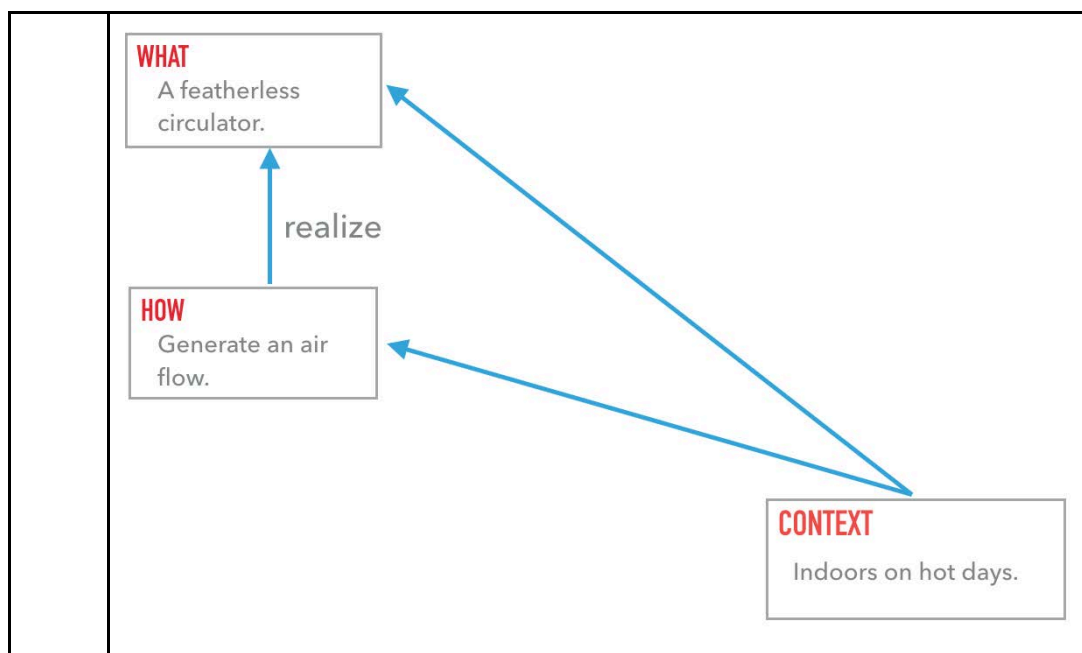 WHAT
A featherless
circulator.
realize
HOW
Generate an air
flow.
CONTEXT
Indoors on hot days.